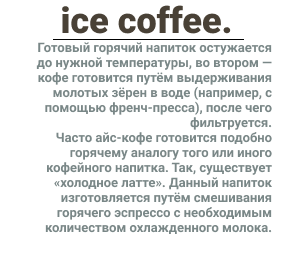 ice coffee.
Готовый горячий напиток остужается
до нужной температуры, во втором —
кофе готовится путём выдерживания
молотых зёрен в воде (например, с
помощью френч-пресса), после чего
фильтруется.
Часто айс-кофе готовится подобно
горячему аналогу того или иного
кофейного напитка. Так, существует
«холодное латте». Данный напиток
изготовляется путём смешивания
горячего эспрессо с необходимым
количеством охлажденного молока.